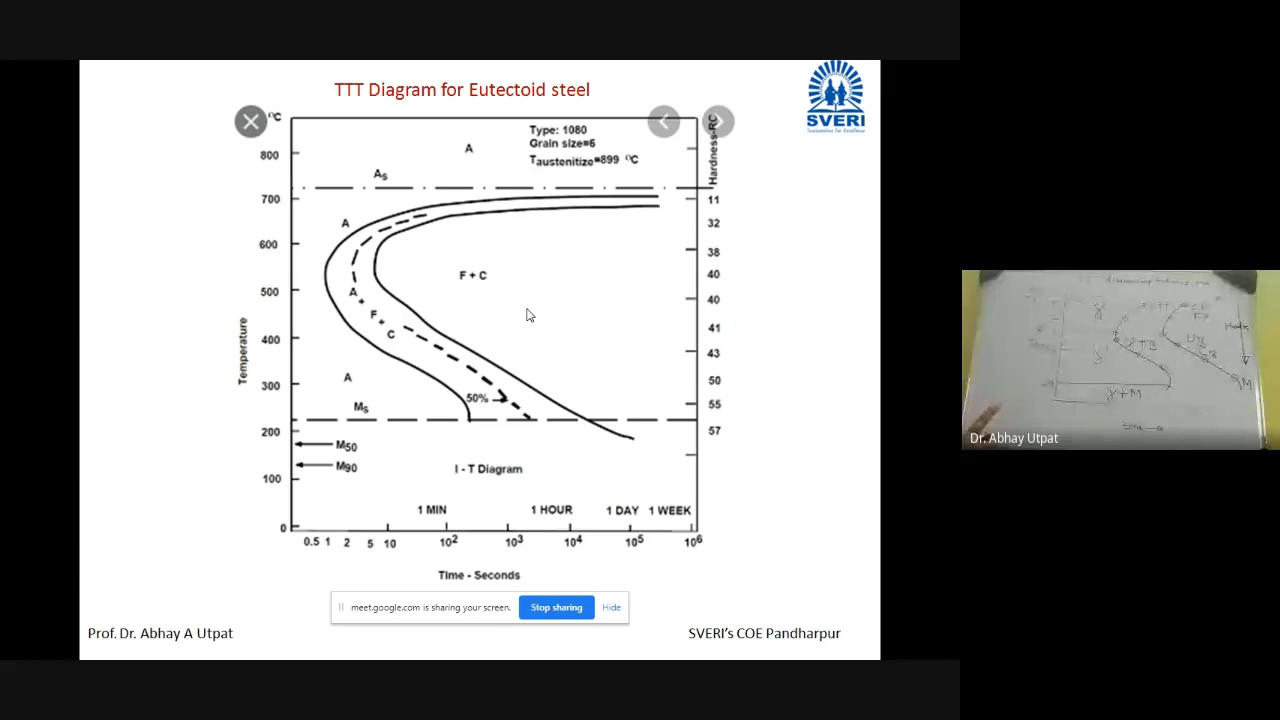 TTT Diagram for Eutectoid steel
SVERI
°C
Type: 1080
Grain size=6
Taustenitize=899 °C
Hardness-RC
A
As
A
F + C
A
+
F
+
C
A
Ms
50%
M50
M90
I - T Diagram
800
700
600
500
400
300
200
100
0
Temperature
11
32
38
40
40
41
43
50
55
57
1 MIN 1 HOUR 1 DAY 1 WEEK
0.5 1 2 5 10 10² 10³ 10⁴ 10⁵ 10⁶
Time - Seconds
meet.google.com is sharing your screen. Stop sharing Hide
Prof. Dr. Abhay A Utpat
SVERI's COE Pandharpur
γ
γ + M
M
Dr. Abhay Utpat